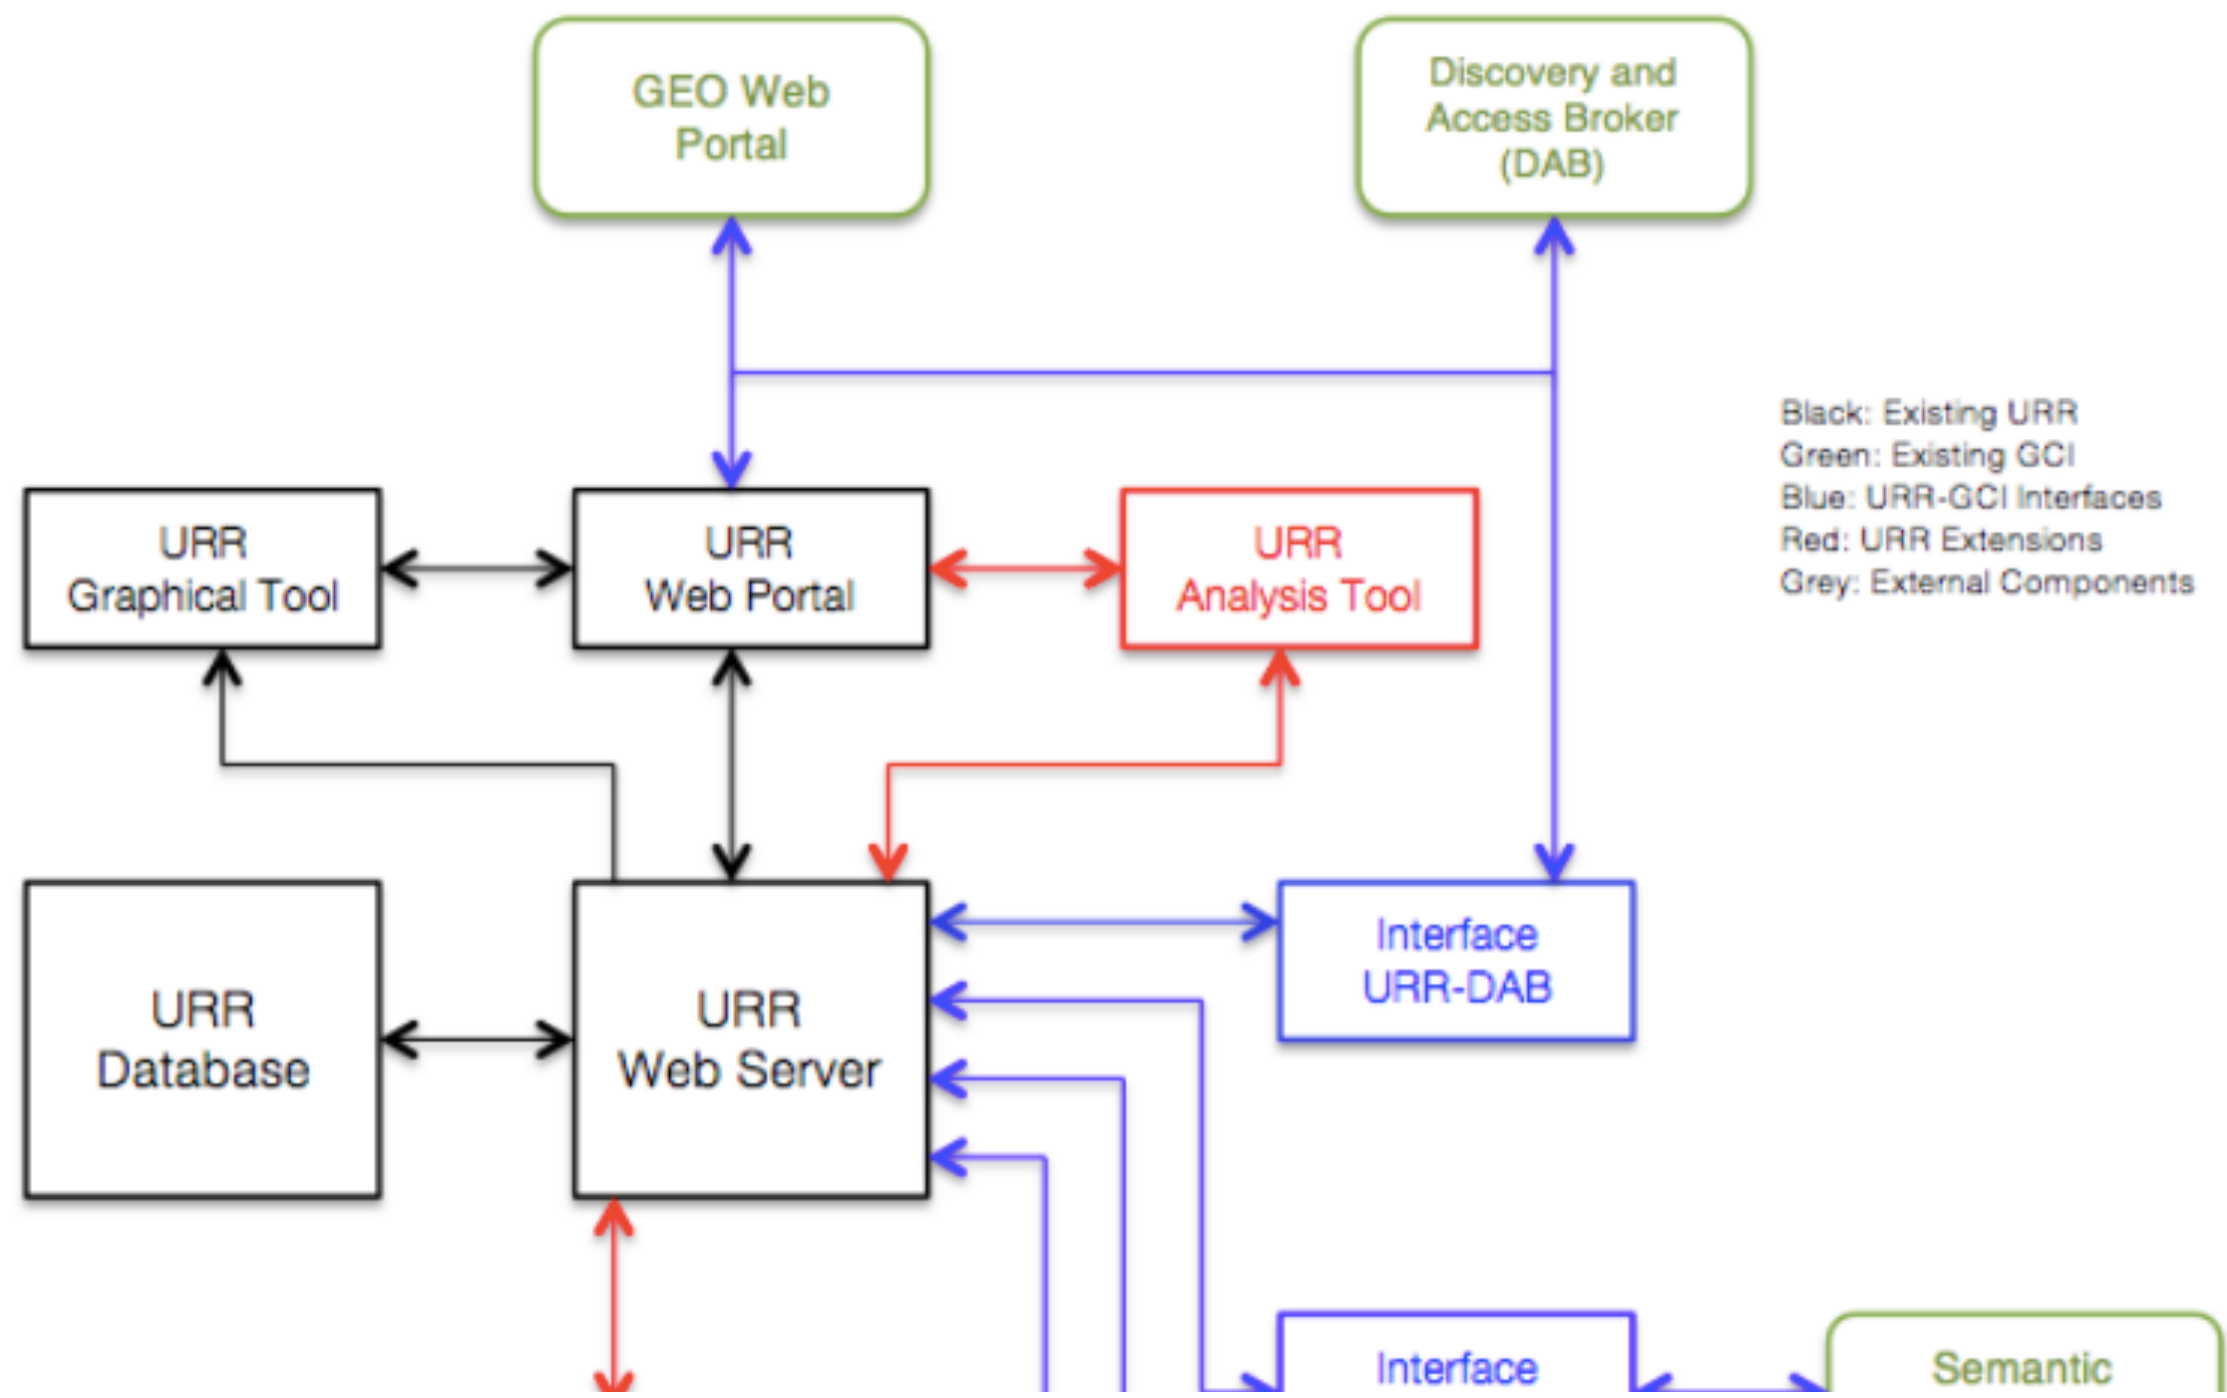 GEO Web
Portal
Discovery and
Access Broker
(DAB)
Black: Existing URR
Green: Existing GCI
Blue: URR-GCI Interfaces
Red: URR Extensions
Grey: External Components
URR
Graphical Tool
URR
Web Portal
URR
Analysis Tool
URR
Database
URR
Web Server
Interface
URR-DAB
Interface
Semantic